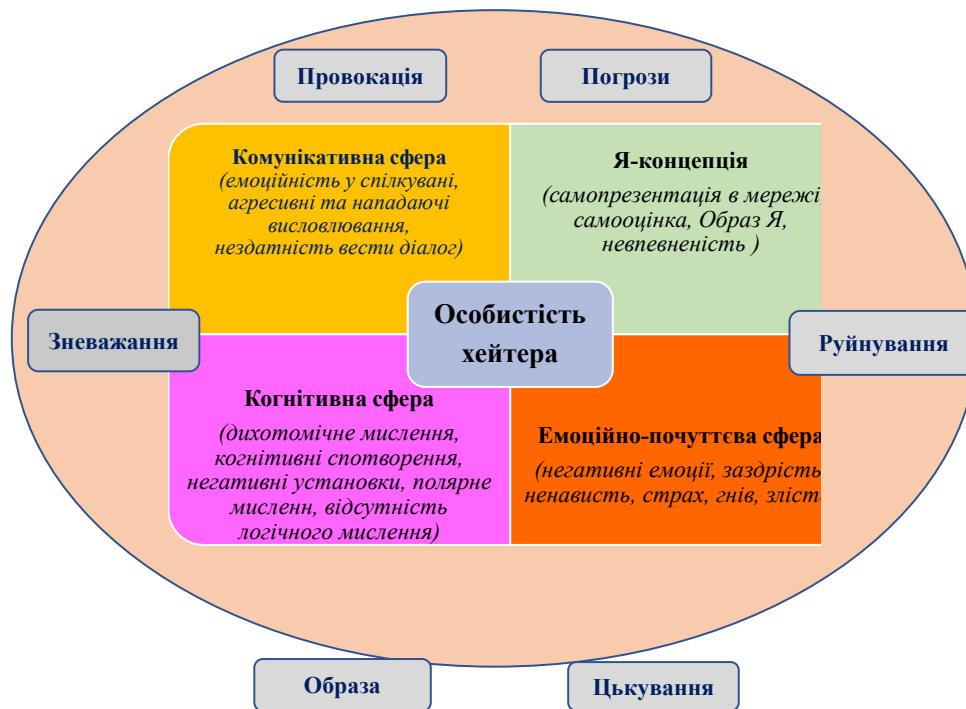 Провокація
Погрози
Комунікативна сфера
(емоційність у спілкувані,
агресивні та нападаючі
висловлювання,
нездатність вести діалог)
Я-концепція
(самопрезентація в мережі,
самооцінка, Образ Я,
невпевненість )
Особистість
хейтера
Зневажання
Руйнування
Когнітивна сфера
(дихотомічне мислення,
когнітивні спотворення,
негативні установки, полярне
мисленн, відсутність
логічного мислення)
Емоційно-почуттєва сфера
(негативні емоції, заздрість
ненависть, страх, гнів, зліст
Образа
Цькування